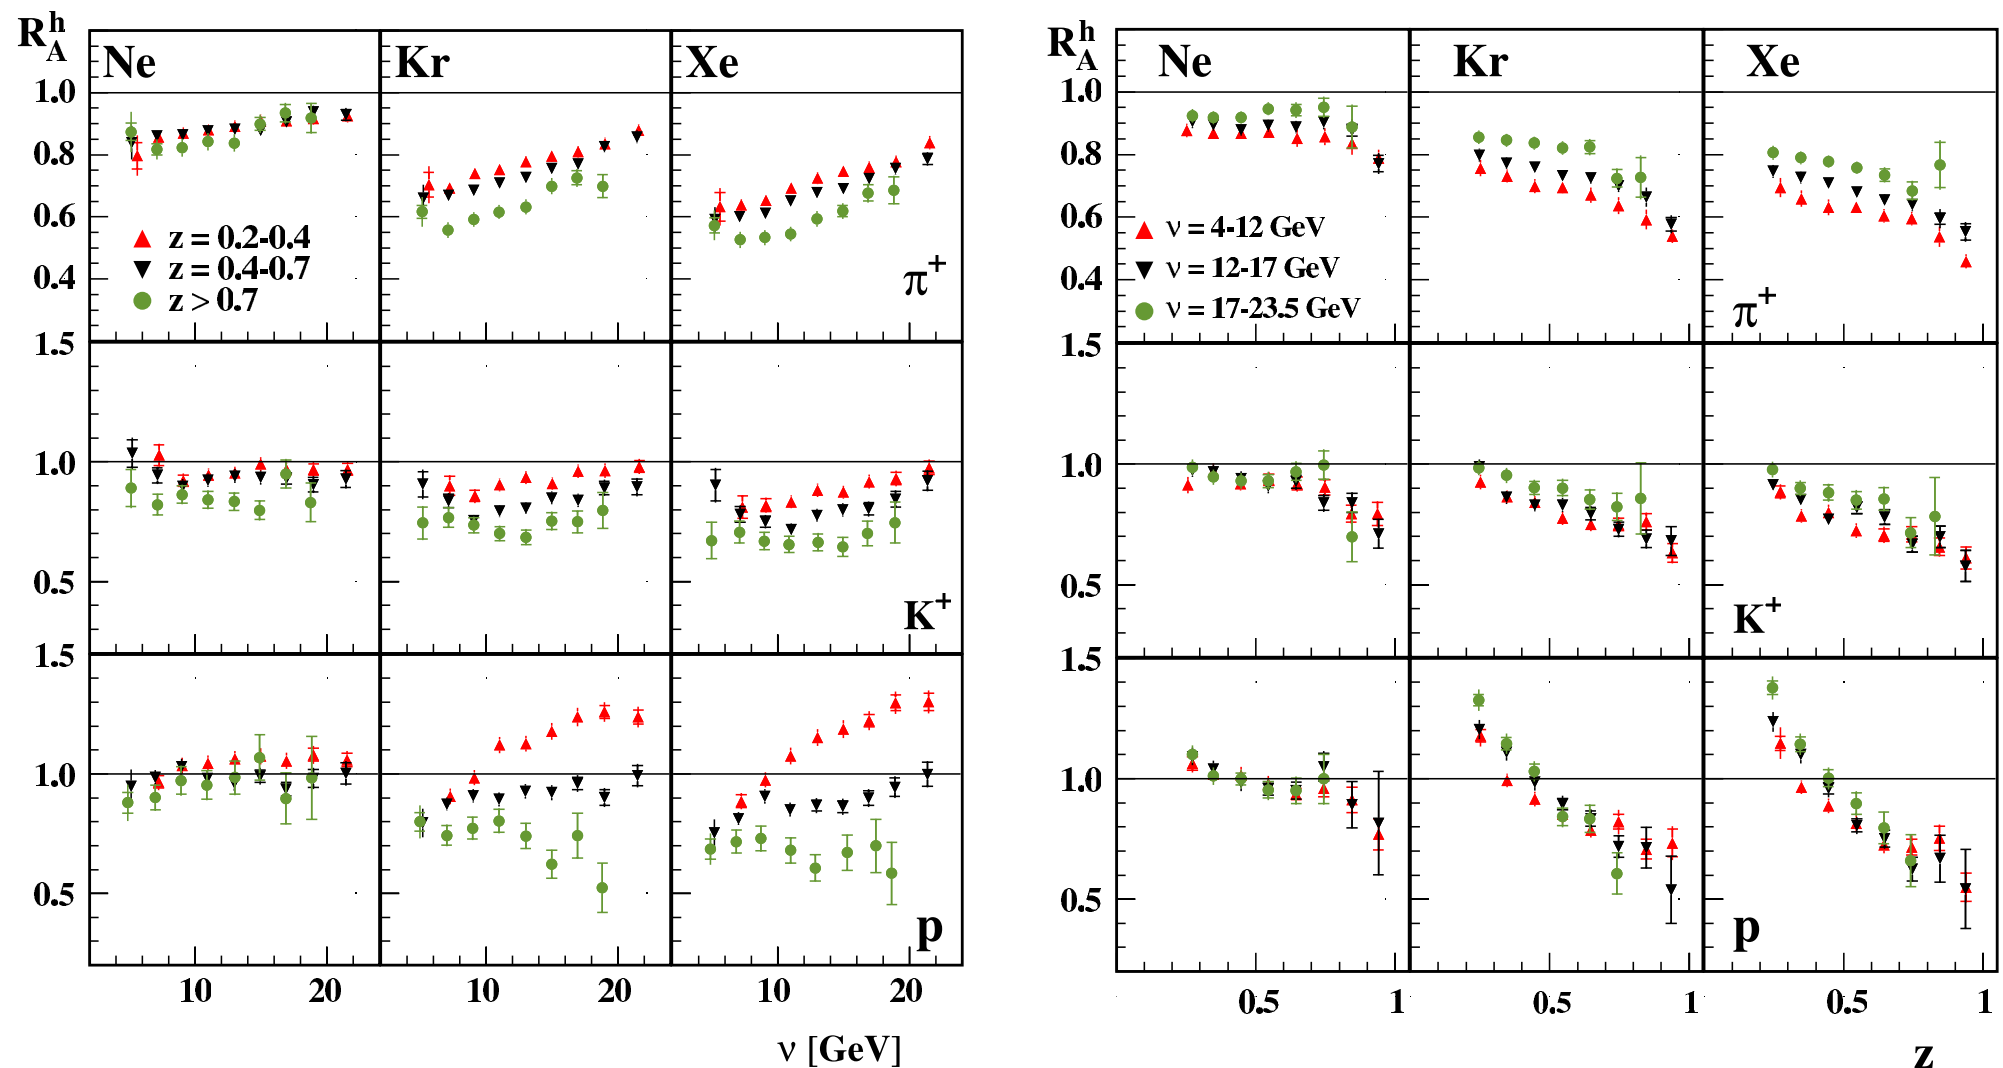 R_A^h Ne Kr Xe
1.0
0.8
0.6
z = 0.2-0.4
z = 0.4-0.7
0.4
z > 0.7
π+
1.5
1.0
0.5
K+
1.5
1.0
0.5
p
10 20 10 20 10 20
ν [GeV]
R_A^h Ne Kr Xe
1.0
0.8
0.6
ν = 4-12 GeV
ν = 12-17 GeV
0.4
ν = 17-23.5 GeV
π+
1.5
1.0
0.5
K+
1.5
1.0
0.5
p
0.5 1 0.5 1 0.5 1
z